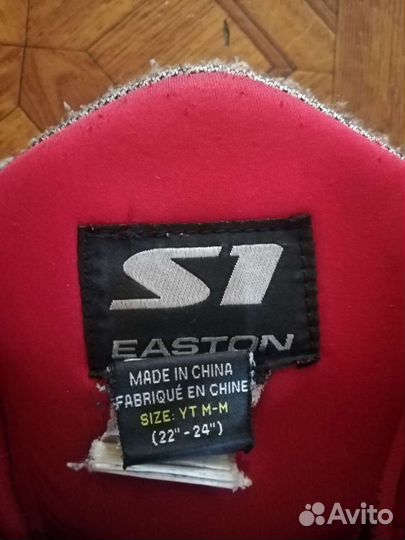 S1
EASTON
MADE IN CHINA
FABRIQUÉ EN CHINE
SIZE: YT M-M
(22" - 24")
Avito